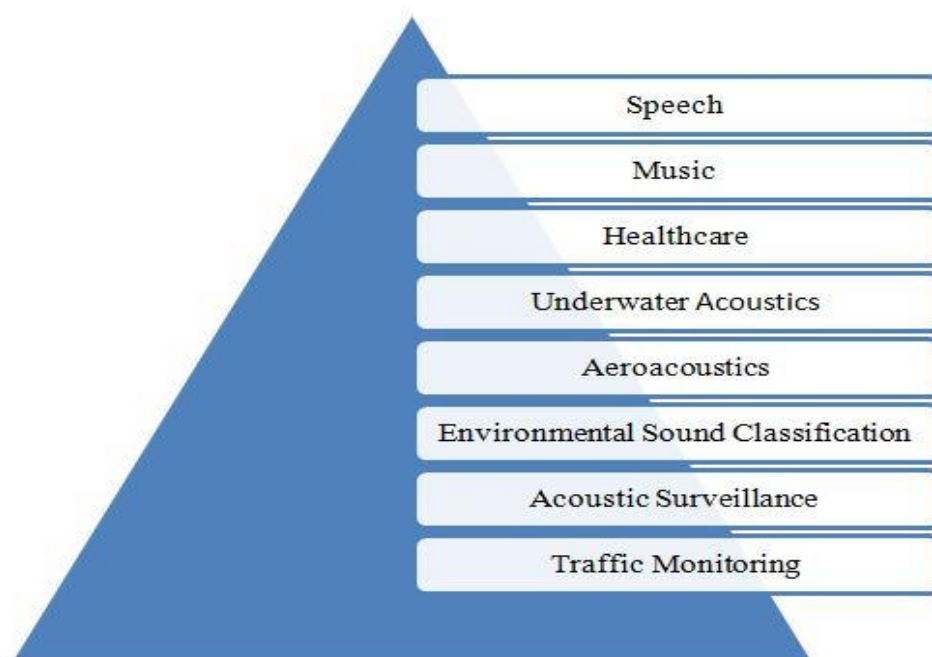 Speech
Music
Healthcare
Underwater Acoustics
Aeroacoustics
Environmental Sound Classification
Acoustic Surveillance
Traffic Monitoring